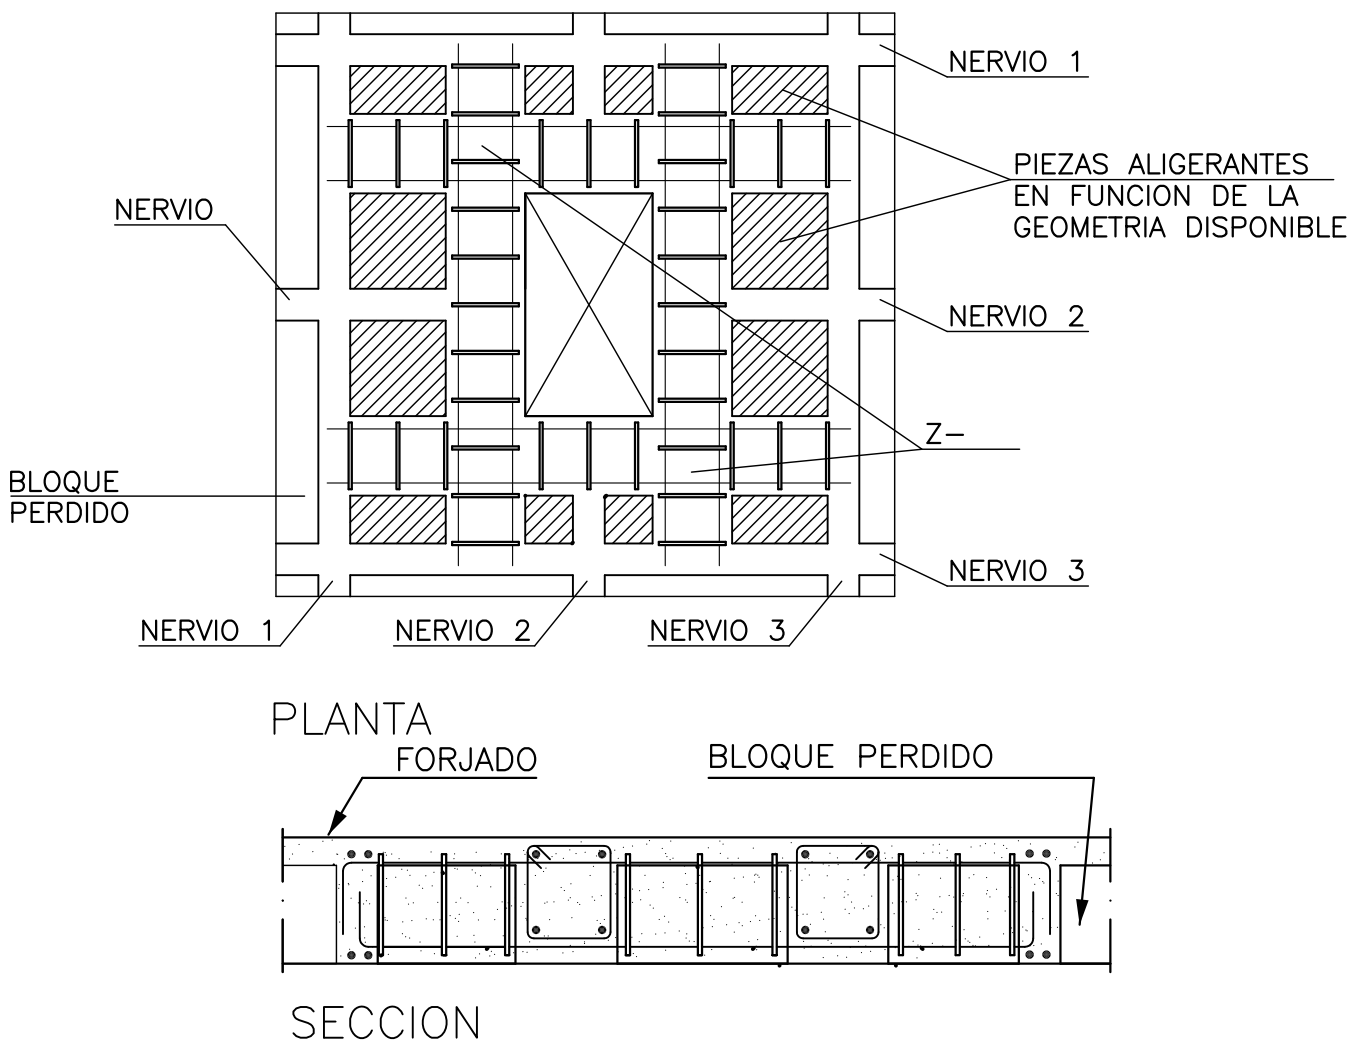 NERVIO 1
PIEZAS ALIGERANTES
EN FUNCION DE LA
GEOMETRIA DISPONIBLE
NERVIO
NERVIO 2
Z-
BLOQUE
PERDIDO
NERVIO 3
NERVIO 1
NERVIO 2
NERVIO 3
PLANTA
FORJADO
BLOQUE PERDIDO
SECCION